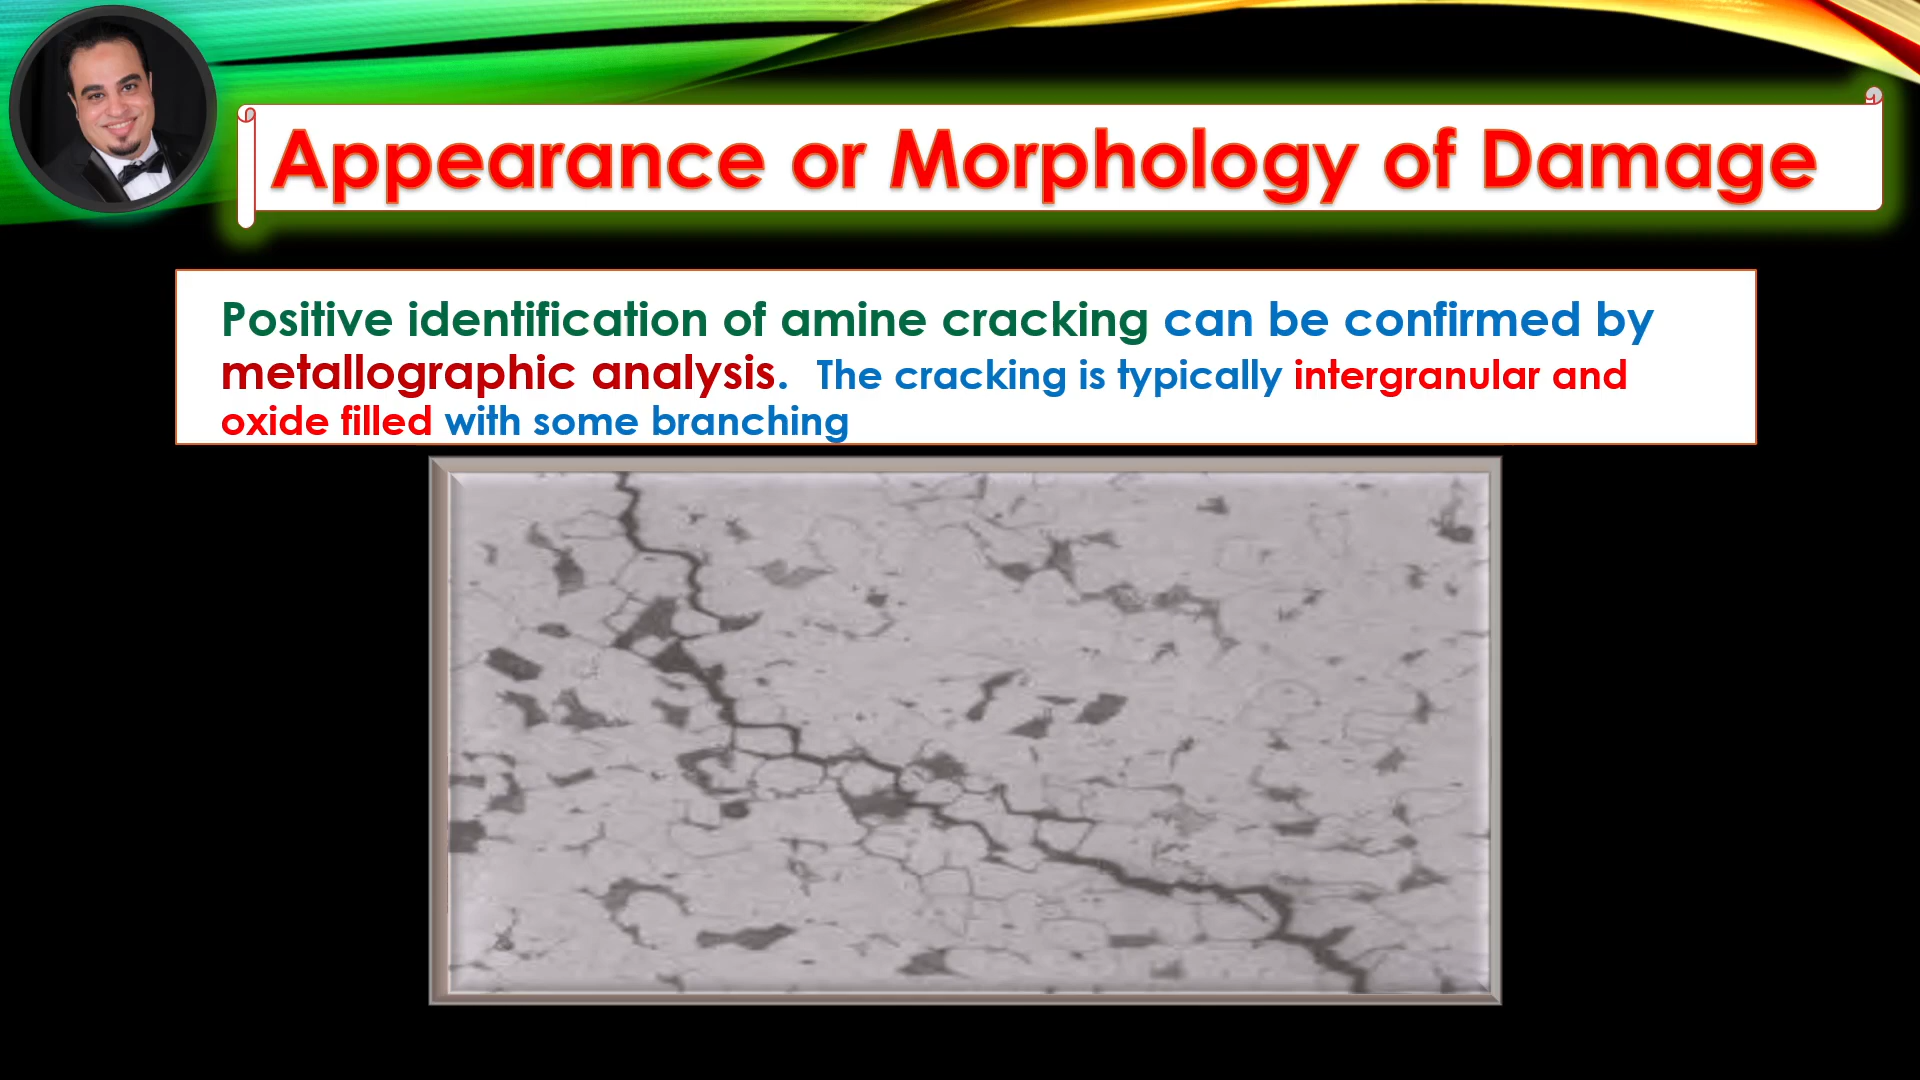 Appearance or Morphology of Damage
Positive identification of amine cracking can be confirmed by
metallographic analysis. The cracking is typically intergranular and
oxide filled with some branching